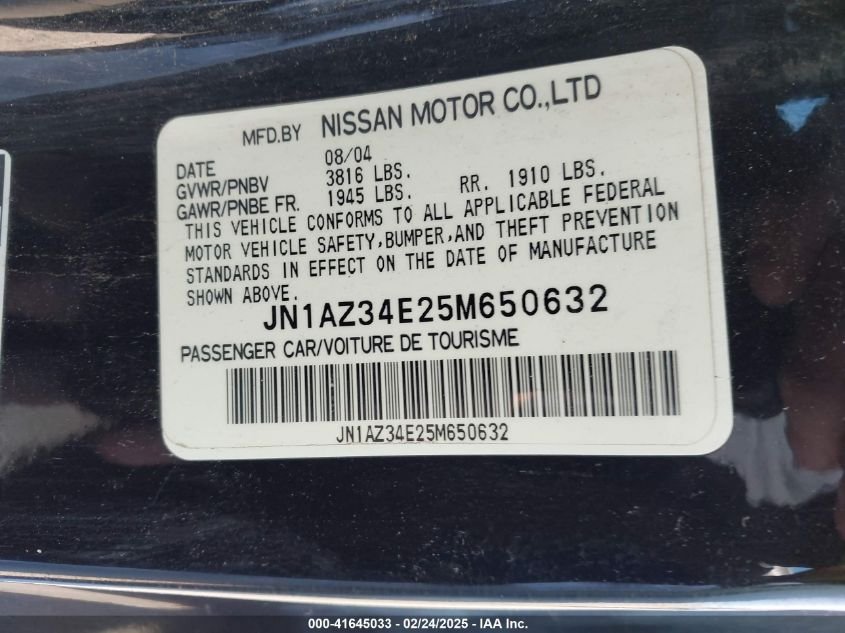 MFD.BY NISSAN MOTOR CO.,LTD
DATE 08/04
GVWR/PNBV 3816 LBS.
GAWR/PNBE FR. 1945 LBS. RR. 1910 LBS.
THIS VEHICLE CONFORMS TO ALL APPLICABLE FEDERAL
MOTOR VEHICLE SAFETY,BUMPER,AND THEFT PREVENTION
STANDARDS IN EFFECT ON THE DATE OF MANUFACTURE
SHOWN ABOVE.
JN1AZ34E25M650632
PASSENGER CAR/VOITURE DE TOURISME
JN1AZ34E25M650632
000-41645033 - 02/24/2025 - IAA Inc.